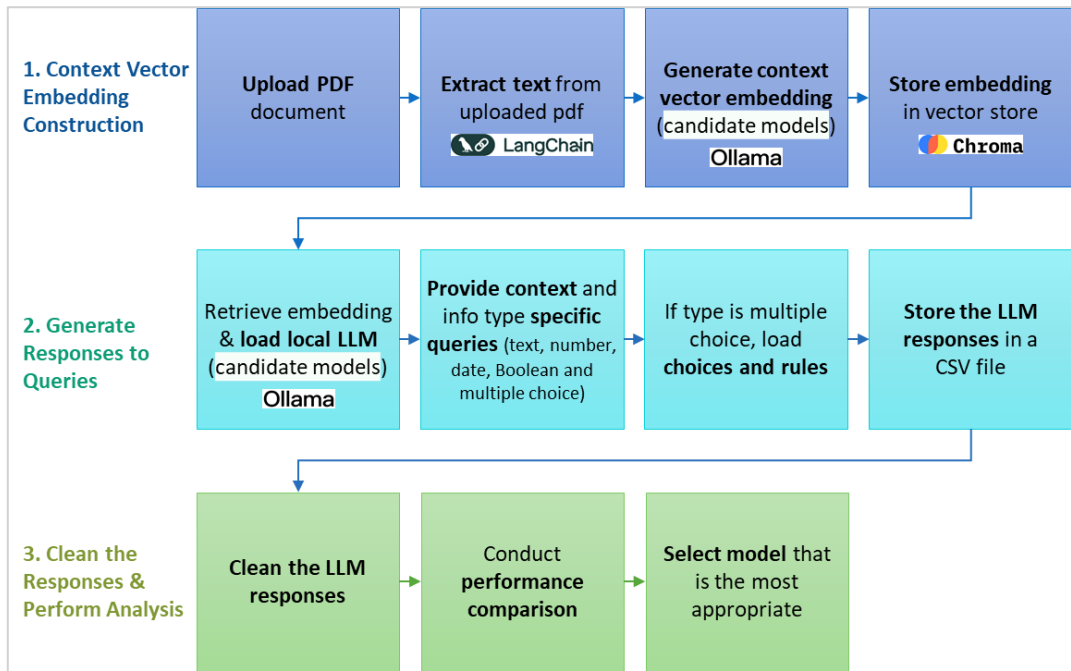 1. Context Vector
Embedding
Construction
Upload PDF
document
Extract text from
uploaded pdf
LangChain
Generate context
vector embedding
(candidate models)
Ollama
Store embedding
in vector store
Chroma
2. Generate
Responses to
Queries
Retrieve embedding
& load local LLM
(candidate models)
Ollama
Provide context and
info type specific
queries (text, number,
date, Boolean and
multiple choice)
If type is multiple
choice, load
choices and rules
Store the LLM
responses in a
CSV file
3. Clean the
Responses &
Perform Analysis
Clean the LLM
responses
Conduct
performance
comparison
Select model that
is the most
appropriate